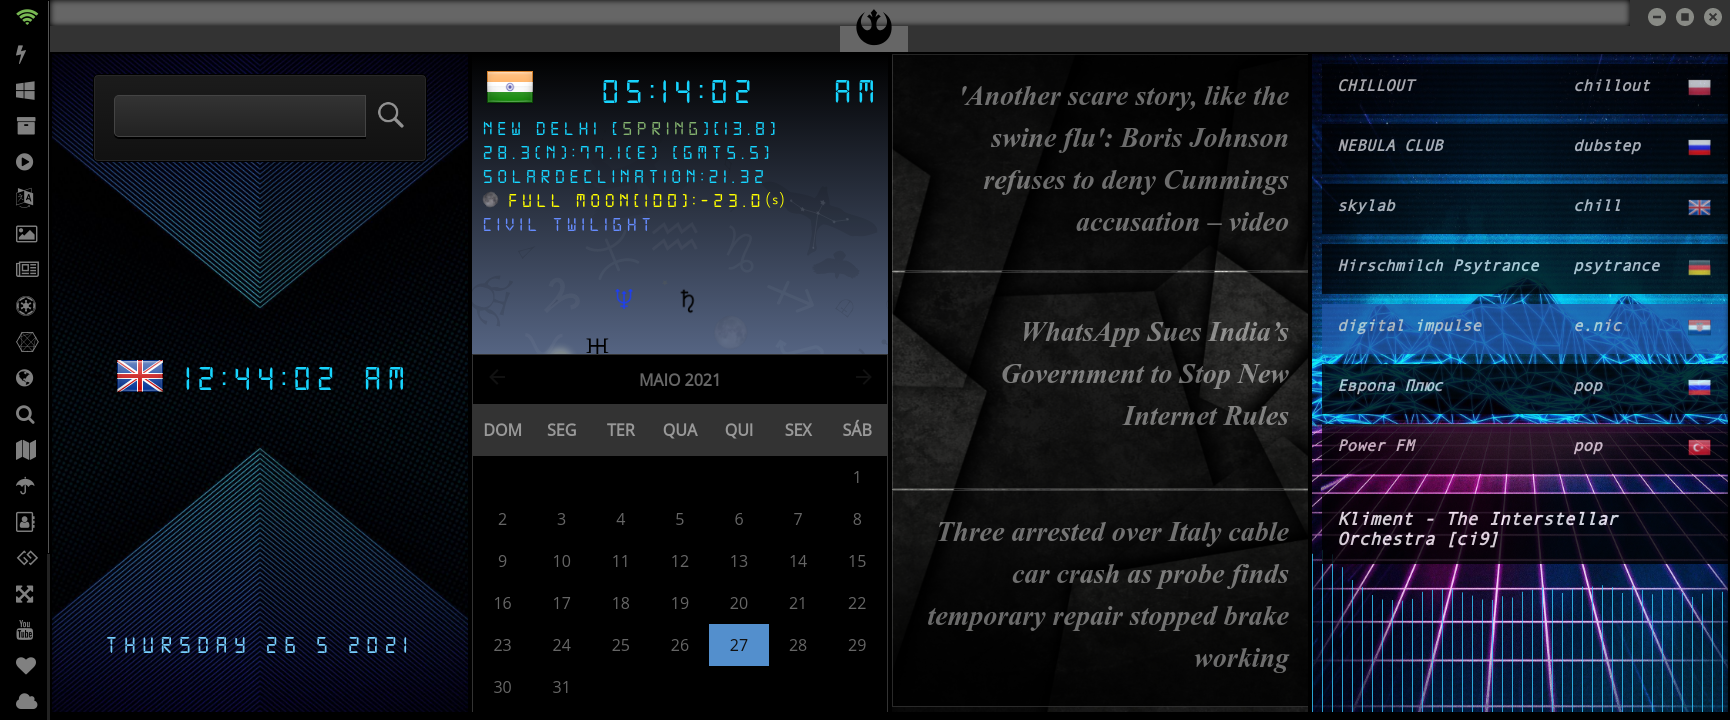 12:44:02 AM
THURSDAY 26 5 2021
05:14:02 AM
NEW DELHI [SPRING][13.8]
28.3(N):77.1(E) [GMT5.5]
SOLARDECLINATION:21.32
FULL MOON[100]:-23.0(s)
CIVIL TWILIGHT
MAIO 2021
DOM SEG TER QUA QUI SEX SÁB
1
2 3 4 5 6 7 8
9 10 11 12 13 14 15
16 17 18 19 20 21 22
23 24 25 26 27 28 29
30 31
'Another scare story, like the
swine flu': Boris Johnson
refuses to deny Cummings
accusation – video
WhatsApp Sues India’s
Government to Stop New
Internet Rules
Three arrested over Italy cable
car crash as probe finds
temporary repair stopped brake
working
CHILLOUT chillout
NEBULA CLUB dubstep
skylab chill
Hirschmilch Psytrance psytrance
digital impulse e.nic
Европа Плюс pop
Power FM pop
Kliment - The Interstellar
Orchestra [ci9]
You
Tube